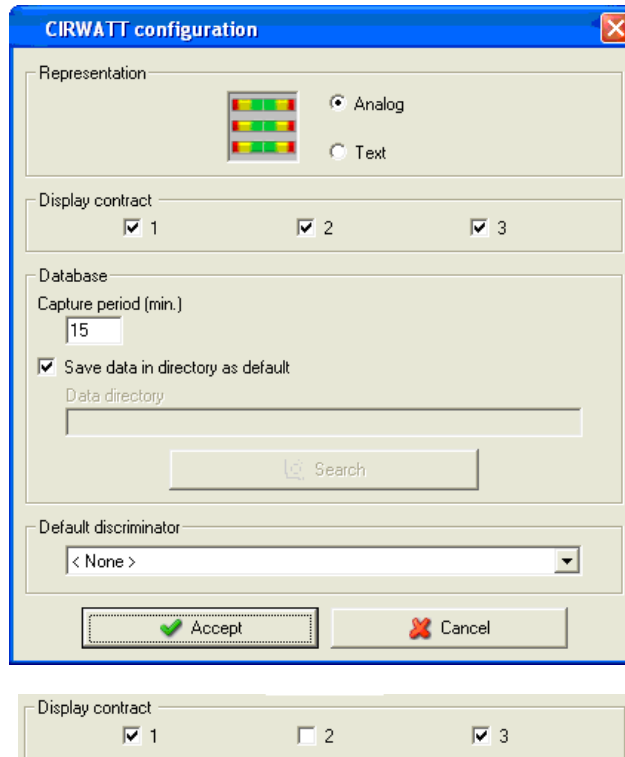 CIRWATT configuration
Representation
Analog
Text
Display contract
1 2 3
Database
Capture period (min.)
15
Save data in directory as default
Data directory
Search
Default discriminator
< None >
Accept Cancel
Display contract
1 2 3